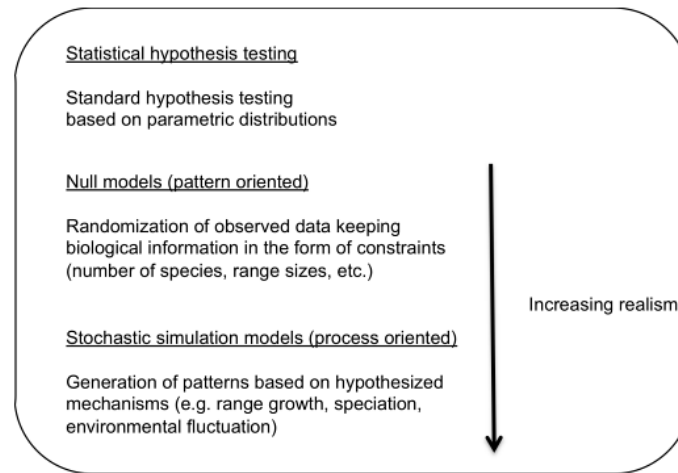 Statistical hypothesis testing
Standard hypothesis testing
based on parametric distributions
Null models (pattern oriented)
Randomization of observed data keeping
biological information in the form of constraints
(number of species, range sizes, etc.)
Increasing realism
Stochastic simulation models (process oriented)
Generation of patterns based on hypothesized
mechanisms (e.g. range growth, speciation,
environmental fluctuation)